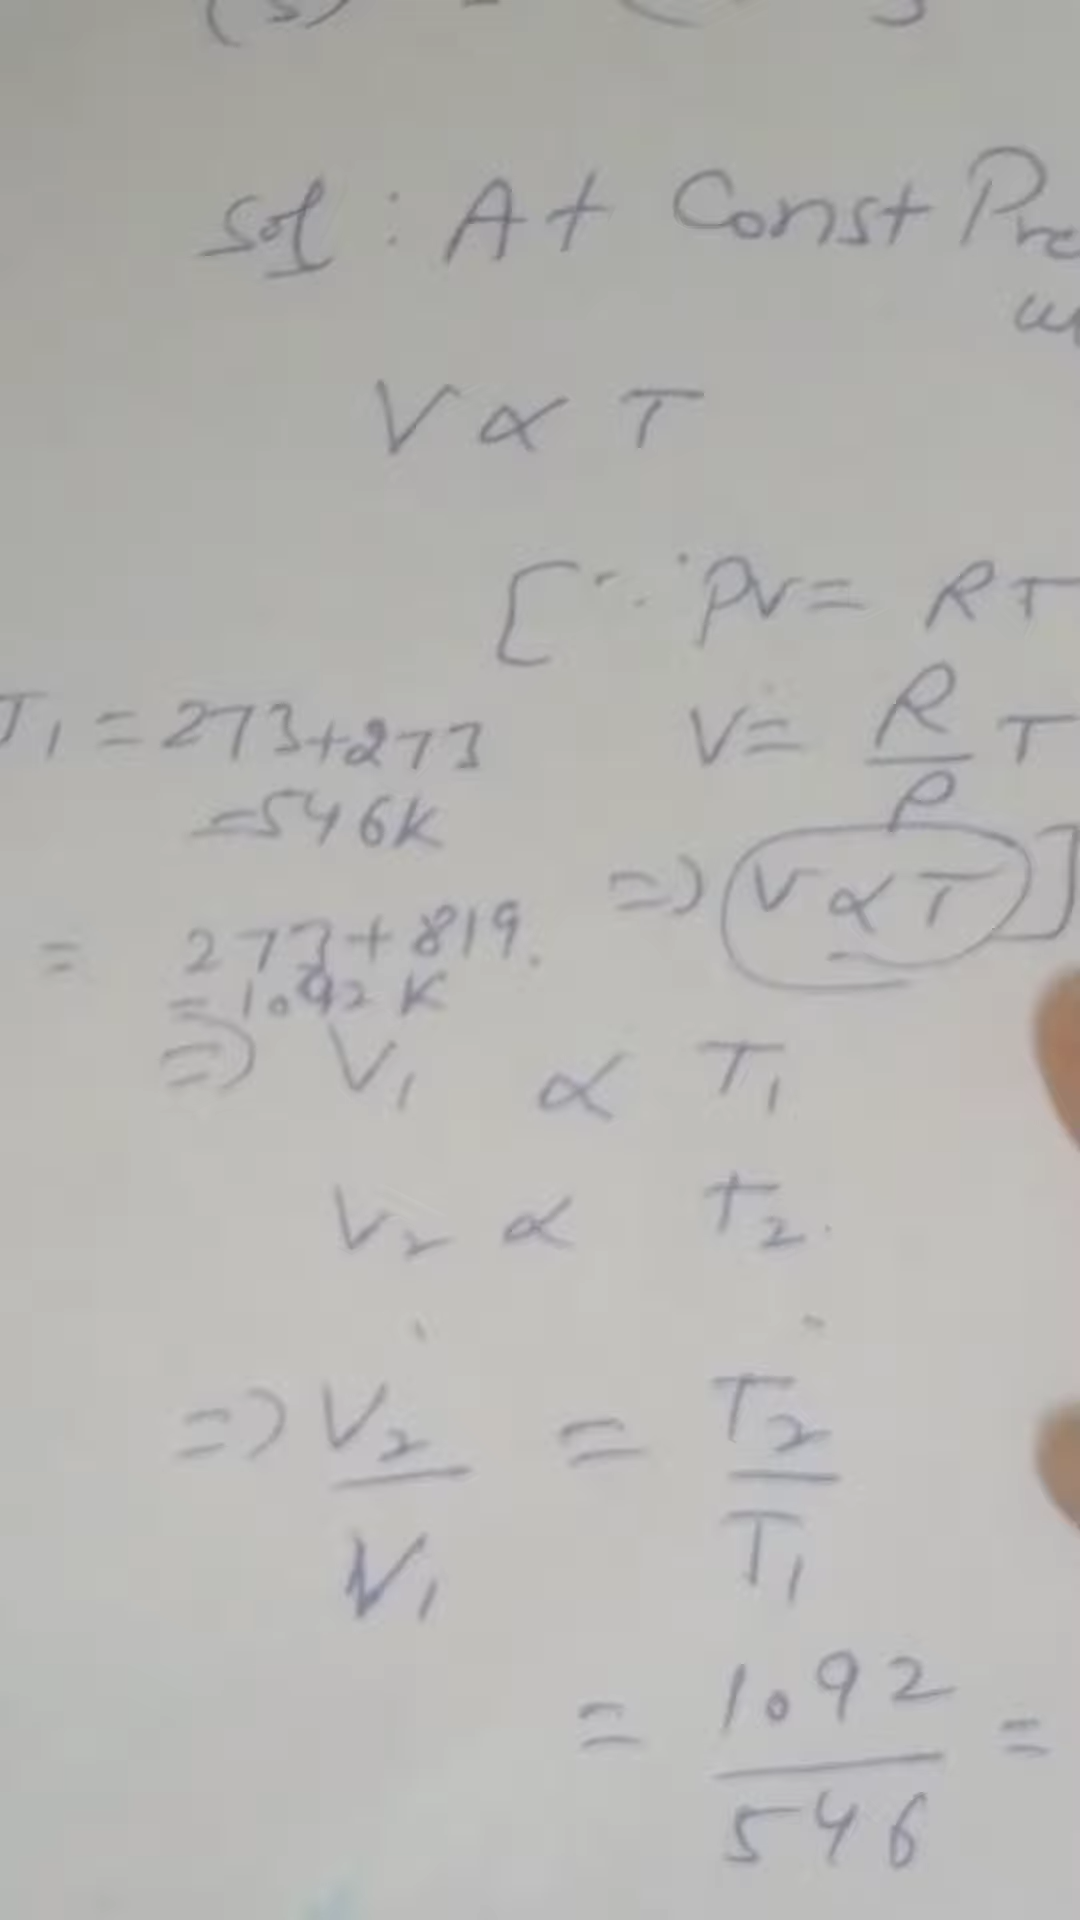 (s)
Sol : At Const Pre
V ∝ T
[∵ PV = RT
T₁ = 273+273
V = R/P T
= 546K
⇒ V ∝ T ]
= 273 + 819.
= 1092 K
⇒ V₁ ∝ T₁
V₂ ∝ T₂.
⇒ V₂/V₁ = T₂/T₁
= 1092/546 =